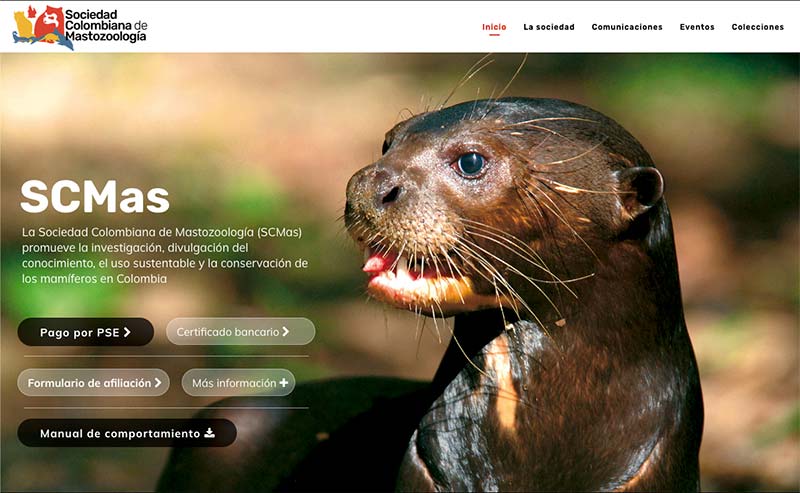 Sociedad
Colombiana de
Mastozoología
Inicio
La sociedad
Comunicaciones
Eventos
Colecciones
SCMas
La Sociedad Colombiana de Mastozoología (SCMas)
promueve la investigación, divulgación del
conocimiento, el uso sustentable y la conservación de
los mamíferos en Colombia
Pago por PSE
Certificado bancario
Formulario de afiliación
Más información
Manual de comportamiento